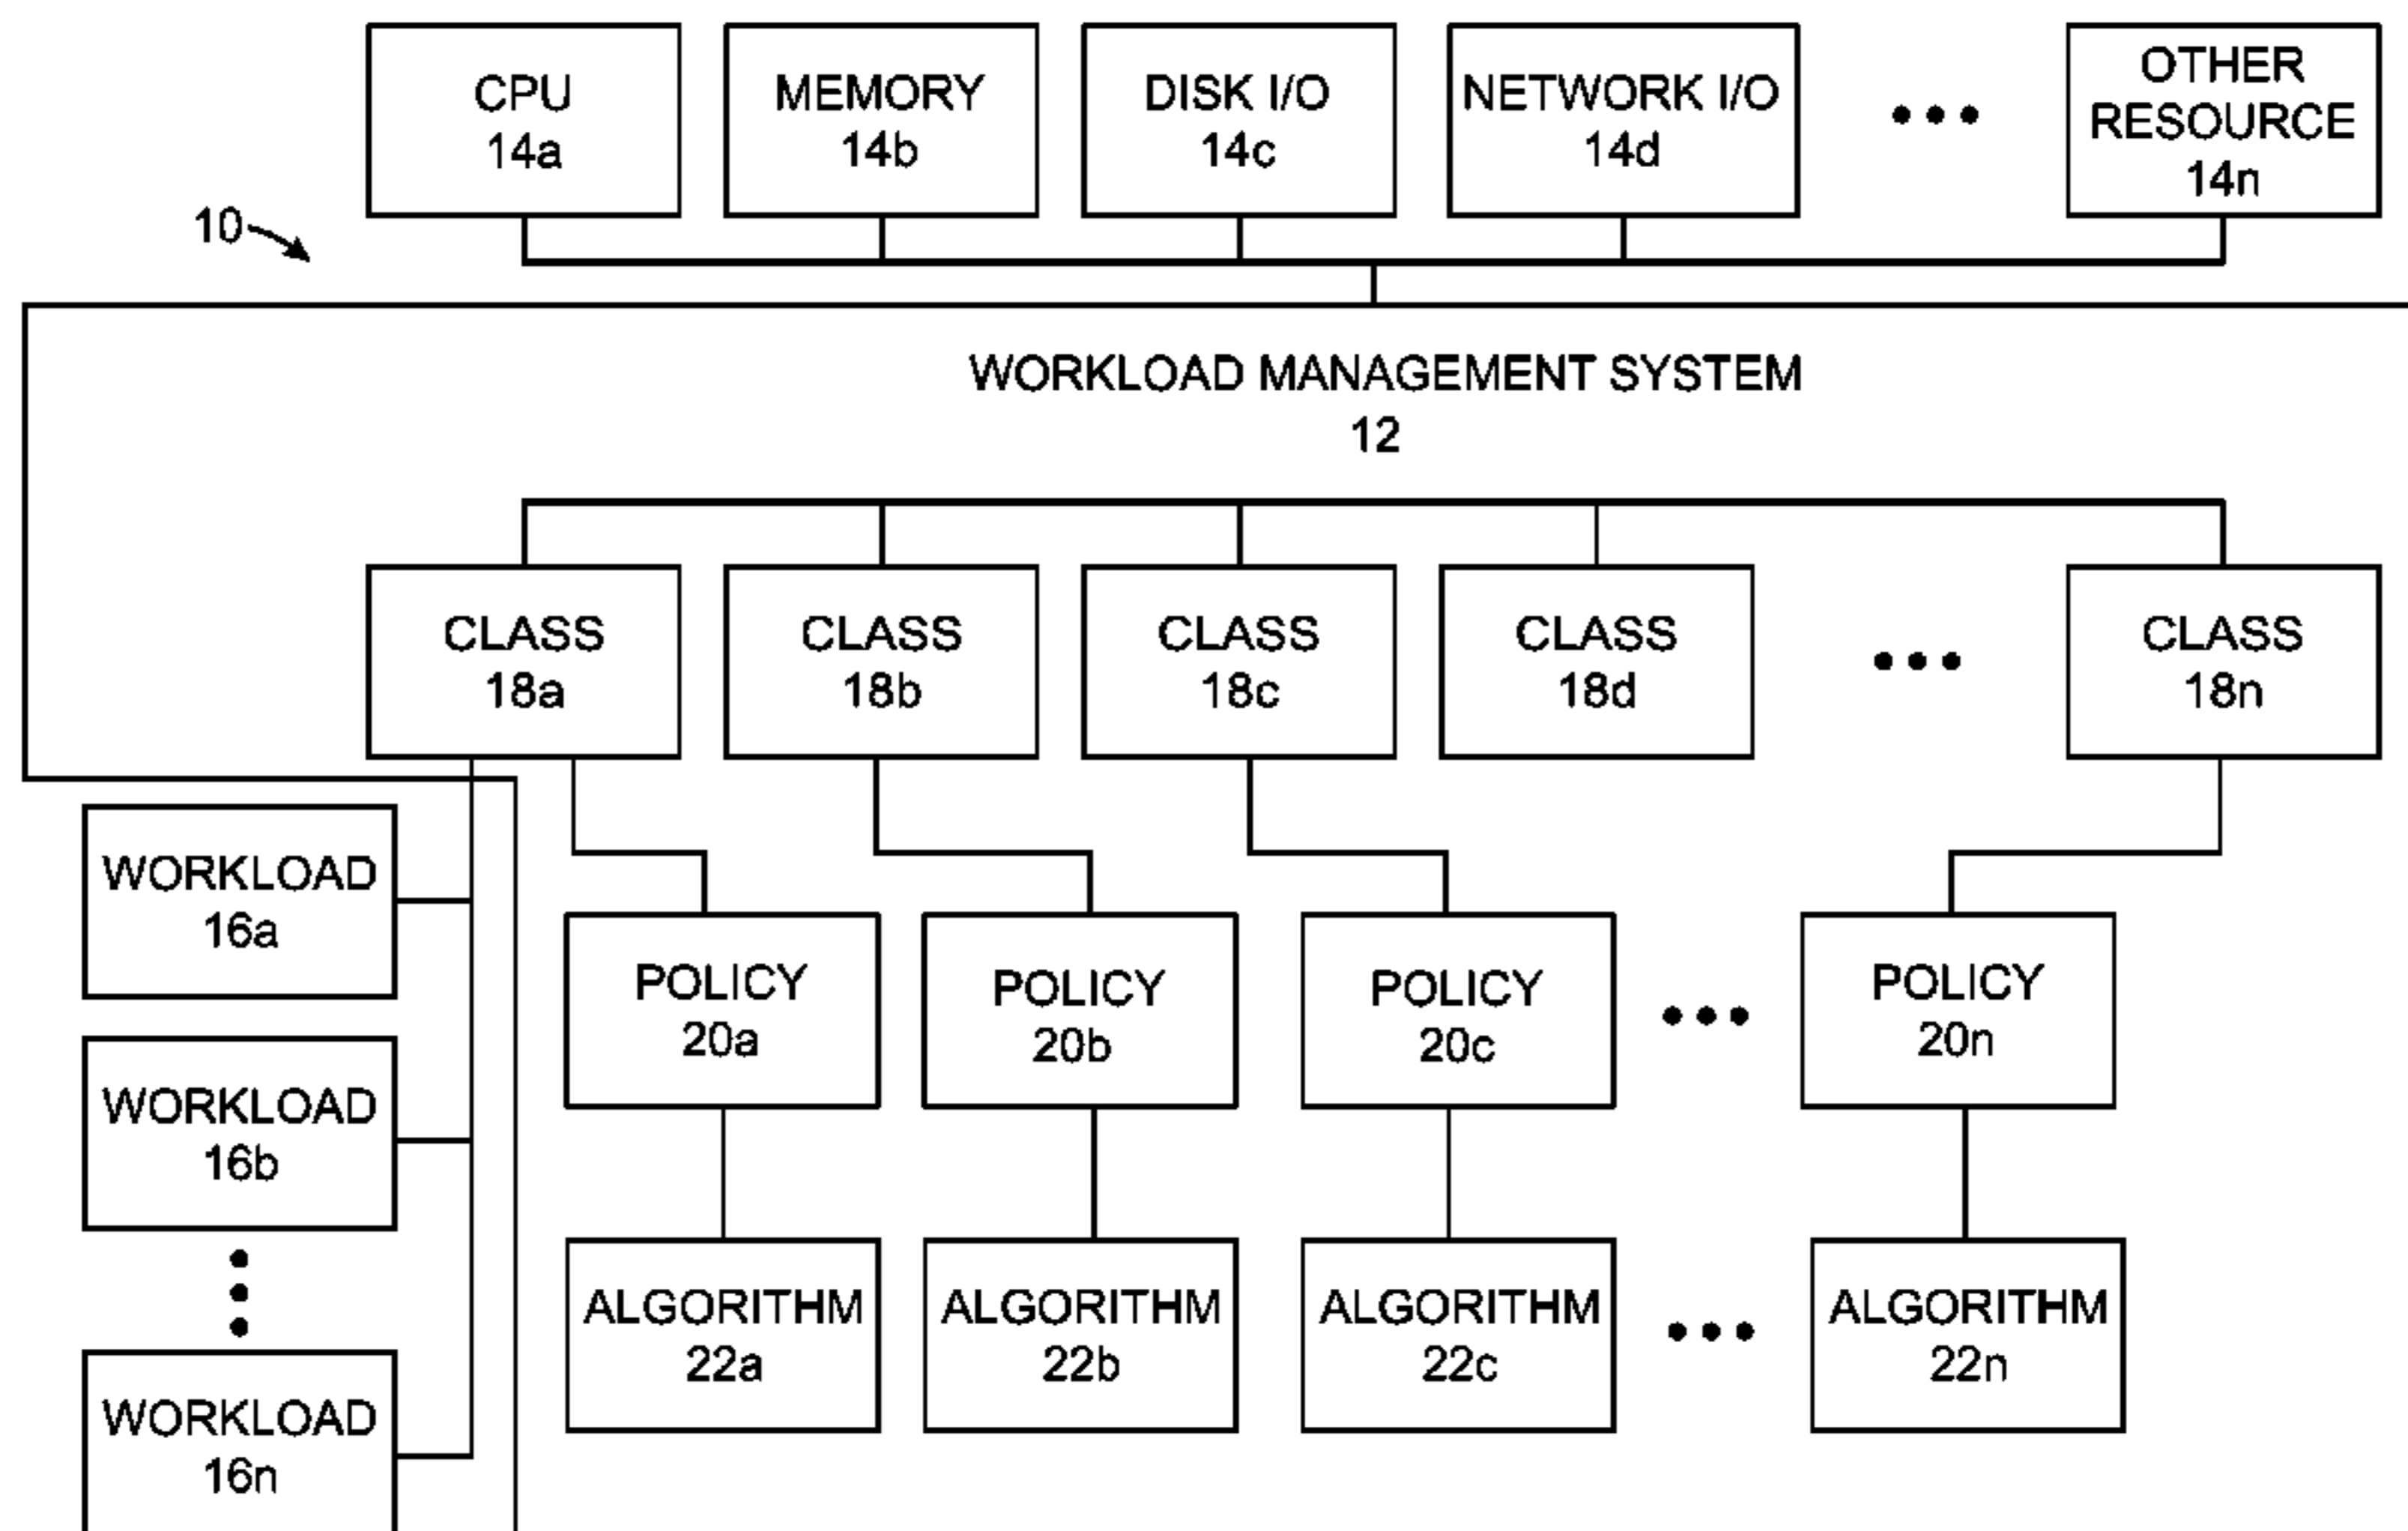 CPU
14a
MEMORY
14b
DISK I/O
14c
NETWORK I/O
14d
OTHER
RESOURCE
14n
10
WORKLOAD MANAGEMENT SYSTEM
12
CLASS
18a
CLASS
18b
CLASS
18c
CLASS
18d
CLASS
18n
WORKLOAD
16a
WORKLOAD
16b
WORKLOAD
16n
POLICY
20a
POLICY
20b
POLICY
20c
POLICY
20n
ALGORITHM
22a
ALGORITHM
22b
ALGORITHM
22c
ALGORITHM
22n